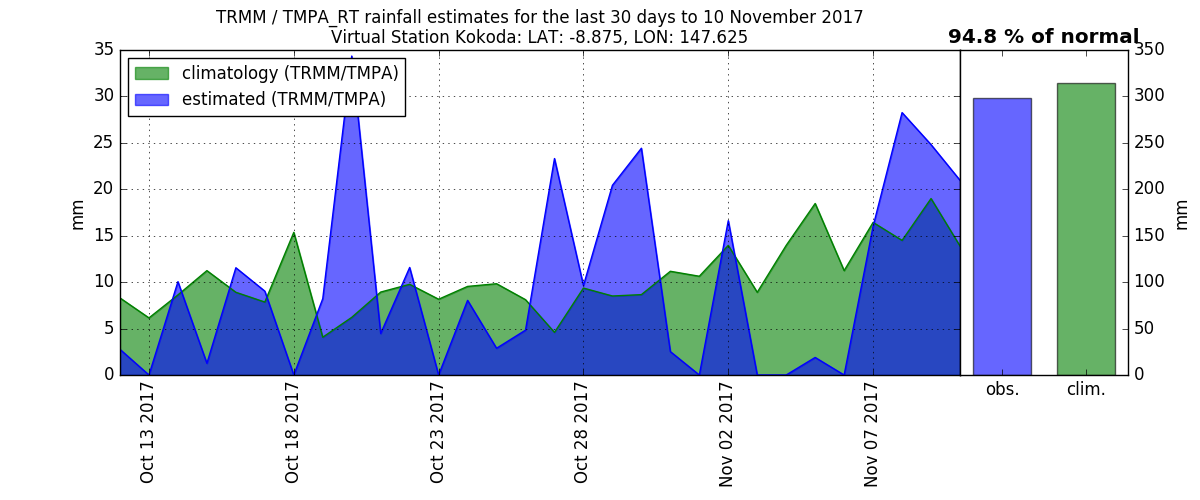 TRMM / TMPA_RT rainfall estimates for the last 30 days to 10 November 2017
Virtual Station Kokoda: LAT: -8.875, LON: 147.625
94.8 % of normal
climatology (TRMM/TMPA)
estimated (TRMM/TMPA)
35
30
25
20
15
10
5
0
mm
Oct 13 2017
Oct 18 2017
Oct 23 2017
Oct 28 2017
Nov 02 2017
Nov 07 2017
obs.
clim.
350
300
250
200
150
100
50
0
mm